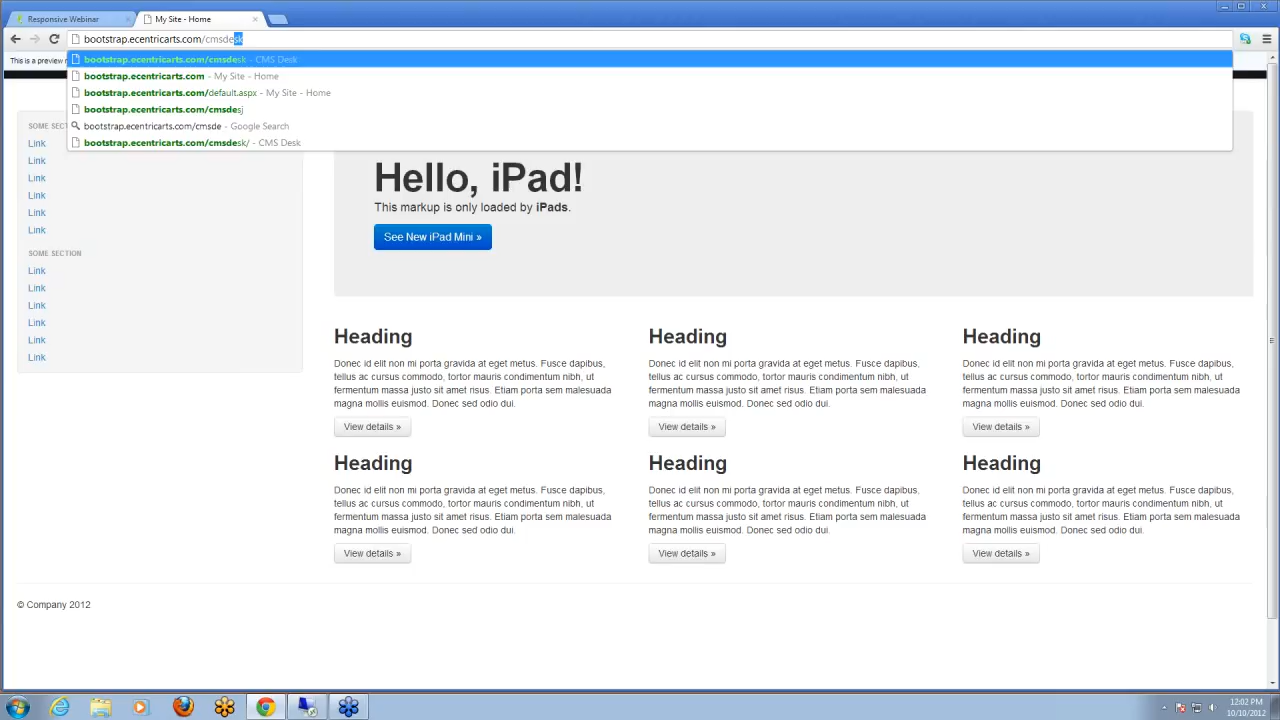 Responsive Webinar
My Site - Home
bootstrap.ecentricarts.com/cmsdesk
This is a preview
bootstrap.ecentricarts.com/cmsdesk - CMS Desk
bootstrap.ecentricarts.com - My Site - Home
bootstrap.ecentricarts.com/default.aspx - My Site - Home
bootstrap.ecentricarts.com/cmsdesj
bootstrap.ecentricarts.com/cmsde - Google Search
bootstrap.ecentricarts.com/cmsdesk/ - CMS Desk
SOME SECT
Link
Link
Link
Link
Link
Link
SOME SECTION
Link
Link
Link
Link
Link
Link
Hello, iPad!
This markup is only loaded by iPads.
See New iPad Mini »
Heading
Donec id elit non mi porta gravida at eget metus. Fusce dapibus,
tellus ac cursus commodo, tortor mauris condimentum nibh, ut
fermentum massa justo sit amet risus. Etiam porta sem malesuada
magna mollis euismod. Donec sed odio dui.
View details »
Heading
Donec id elit non mi porta gravida at eget metus. Fusce dapibus,
tellus ac cursus commodo, tortor mauris condimentum nibh, ut
fermentum massa justo sit amet risus. Etiam porta sem malesuada
magna mollis euismod. Donec sed odio dui.
View details »
Heading
Donec id elit non mi porta gravida at eget metus. Fusce dapibus,
tellus ac cursus commodo, tortor mauris condimentum nibh, ut
fermentum massa justo sit amet risus. Etiam porta sem malesuada
magna mollis euismod. Donec sed odio dui.
View details »
Heading
Donec id elit non mi porta gravida at eget metus. Fusce dapibus,
tellus ac cursus commodo, tortor mauris condimentum nibh, ut
fermentum massa justo sit amet risus. Etiam porta sem malesuada
magna mollis euismod. Donec sed odio dui.
View details »
Heading
Donec id elit non mi porta gravida at eget metus. Fusce dapibus,
tellus ac cursus commodo, tortor mauris condimentum nibh, ut
fermentum massa justo sit amet risus. Etiam porta sem malesuada
magna mollis euismod. Donec sed odio dui.
View details »
Heading
Donec id elit non mi porta gravida at eget metus. Fusce dapibus,
tellus ac cursus commodo, tortor mauris condimentum nibh, ut
fermentum massa justo sit amet risus. Etiam porta sem malesuada
magna mollis euismod. Donec sed odio dui.
View details »
© Company 2012
12:02 PM
10/10/2012